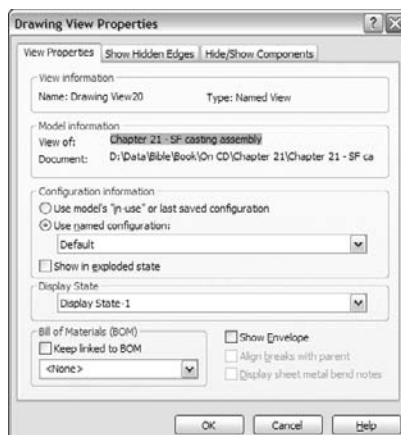 Drawing View Properties
View Properties Show Hidden Edges Hide/Show Components
View information
Name: Drawing View20 Type: Named View
Model information
View of: Chapter 21 - SF casting assembly
Document: D:\Data\Bible\Book\On CD\Chapter 21\Chapter 21 - SF ca
Configuration information
Use model's "in-use" or last saved configuration
Use named configuration:
Default
Show in exploded state
Display State
Display State-1
Bill of Materials (BOM)
Keep linked to BOM
<None>
Show Envelope
Align breaks with parent
Display sheet metal bend notes
OK Cancel Help